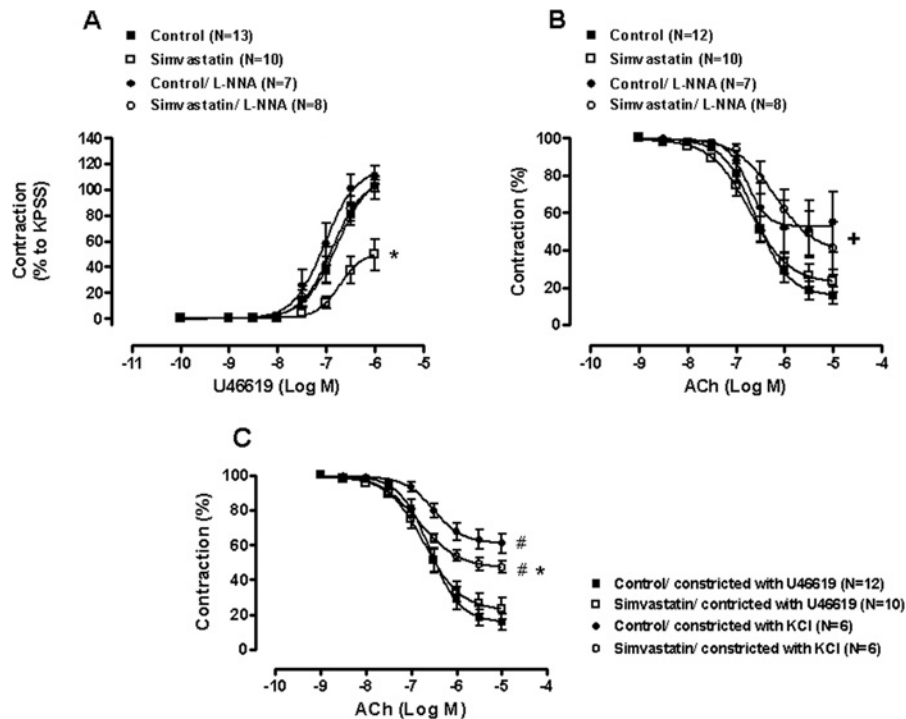 A
Control (N=13)
Simvastatin (N=10)
Control/ L-NNA (N=7)
Simvastatin/ L-NNA (N=8)
Contraction
(% to KPSS)
140
120
100
80
60
40
20
0
*
-11 -10 -9 -8 -7 -6 -5
U46619 (Log M)
B
Control (N=12)
Simvastatin (N=10)
Control/ L-NNA (N=7)
Simvastatin/ L-NNA (N=8)
Contraction (%)
100
80
60
40
20
0
+
-10 -9 -8 -7 -6 -5 -4
ACh (Log M)
C
Contraction (%)
100
80
60
40
20
0
#
# *
-10 -9 -8 -7 -6 -5 -4
ACh (Log M)
Control/ constricted with U46619 (N=12)
Simvastatin/ contricted with U46619 (N=10)
Control/ constricted with KCl (N=6)
Simvastatin/ constricted with KCl (N=6)